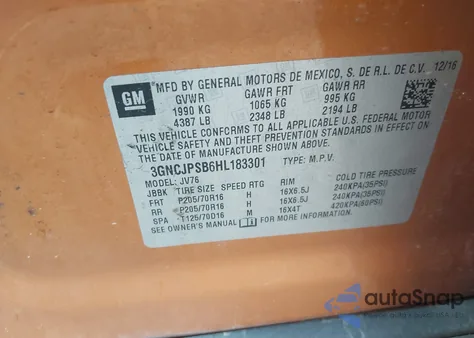 GM
MFD BY GENERAL MOTORS DE MEXICO, S. DE R.L. DE C.V. 12/16
GVWR GAWR FRT GAWR RR
1990 KG 1065 KG 995 KG
4387 LB 2348 LB 2194 LB
THIS VEHICLE CONFORMS TO ALL APPLICABLE U.S. FEDERAL MOTOR
VEHICLE SAFETY, BUMPER, AND THEFT PREVENTION STANDARDS IN EFFECT
ON THE DATE OF MANUFACTURE SHOWN ABOVE.
3GNCJPSB6HL183301 TYPE: M.P.V.
MODEL: JV76
JBBK TIRE SIZE SPEED RTG RIM COLD TIRE PRESSURE
FRT P205/70R16 H 16X6.5J 240KPA(35PSI)
RR P205/70R16 H 16X6.5J 240KPA(35PSI)
SPA T125/70D16 M 16X4T 420KPA(60PSI)
SEE OWNER'S MANUAL FOR ADDITIONAL INFORMATION.
autoSnap